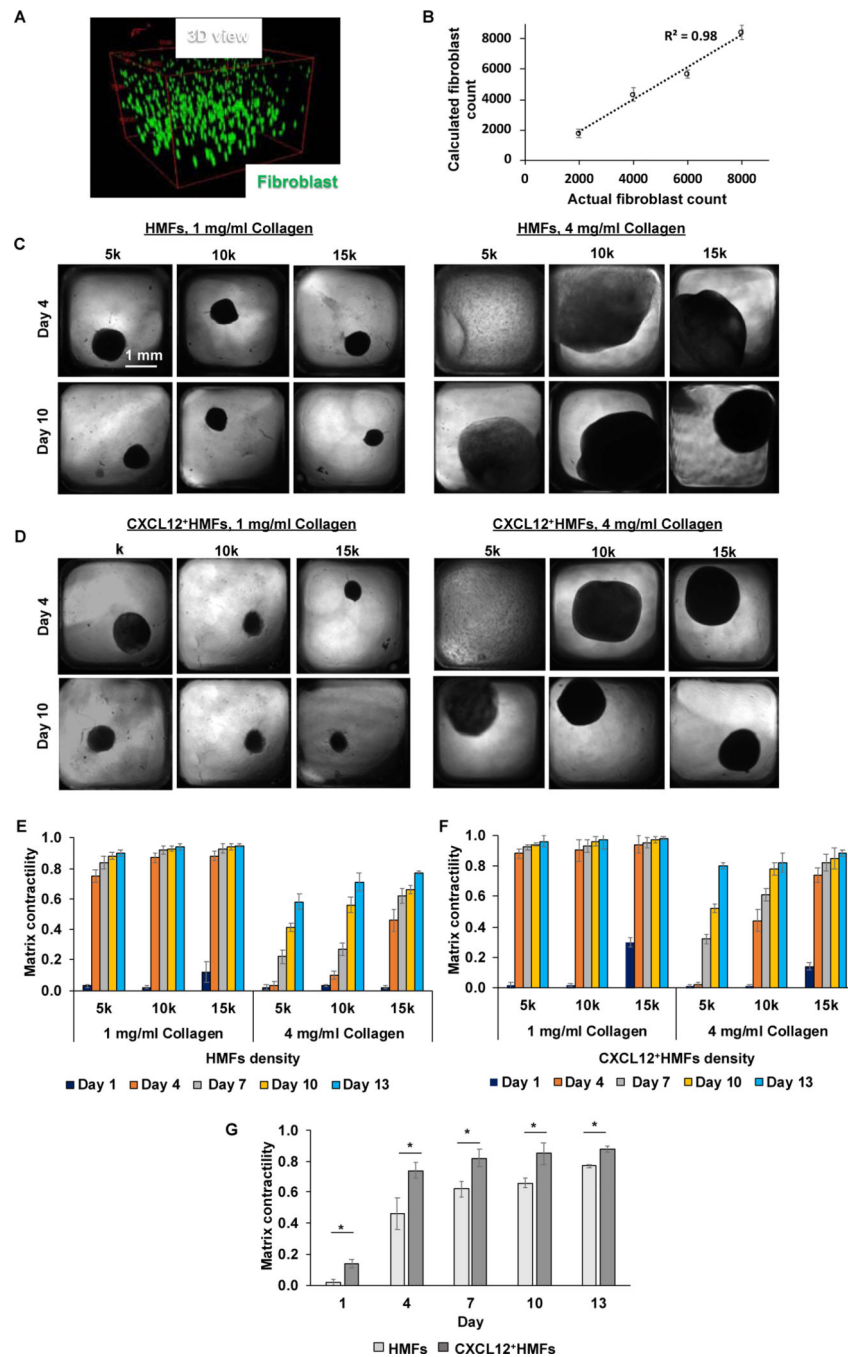 A
3D view
Fibroblast
B
Calculated fibroblast
count
8000
6000
4000
2000
0
R² = 0.98
0 2000 4000 6000 8000
Actual fibroblast count
C
HMFs, 1 mg/ml Collagen
5k 10k 15k
Day 4
1 mm
Day 10
HMFs, 4 mg/ml Collagen
5k 10k 15k
D
CXCL12⁺HMFs, 1 mg/ml Collagen
k 10k 15k
Day 4
Day 10
CXCL12⁺HMFs, 4 mg/ml Collagen
5k 10k 15k
E
Matrix contractility
1.0
0.8
0.6
0.4
0.2
0.0
5k 10k 15k 5k 10k 15k
1 mg/ml Collagen 4 mg/ml Collagen
HMFs density
Day 1 Day 4 Day 7 Day 10 Day 13
F
Matrix contractility
1.0
0.8
0.6
0.4
0.2
0.0
5k 10k 15k 5k 10k 15k
1 mg/ml Collagen 4 mg/ml Collagen
CXCL12⁺HMFs density
Day 1 Day 4 Day 7 Day 10 Day 13
G
Matrix contractility
1.0
0.8
0.6
0.4
0.2
0.0
* * * * *
1 4 7 10 13
Day
HMFs CXCL12⁺HMFs